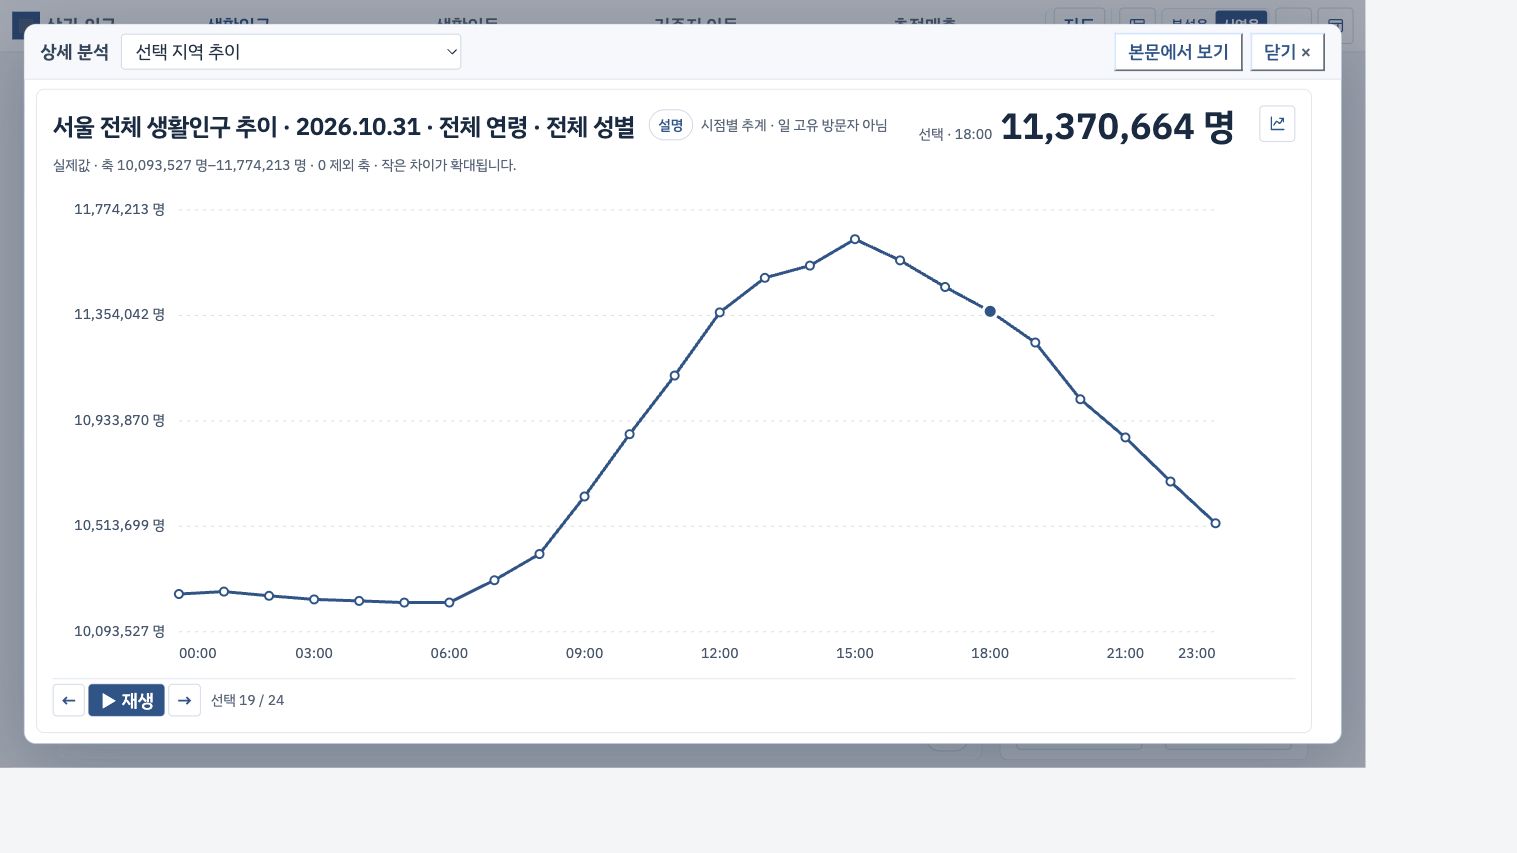 상세 분석
선택 지역 추이
본문에서 보기
닫기 ×
서울 전체 생활인구 추이 · 2026.10.31 · 전체 연령 · 전체 성별
설명
시점별 추계 · 일 고유 방문자 아님
선택 · 18:00
11,370,664 명
실제값 · 축 10,093,527 명–11,774,213 명 · 0 제외 축 · 작은 차이가 확대됩니다.
11,774,213 명
11,354,042 명
10,933,870 명
10,513,699 명
10,093,527 명
00:00 03:00 06:00 09:00 12:00 15:00 18:00 21:00 23:00
← ▶ 재생 → 선택 19 / 24